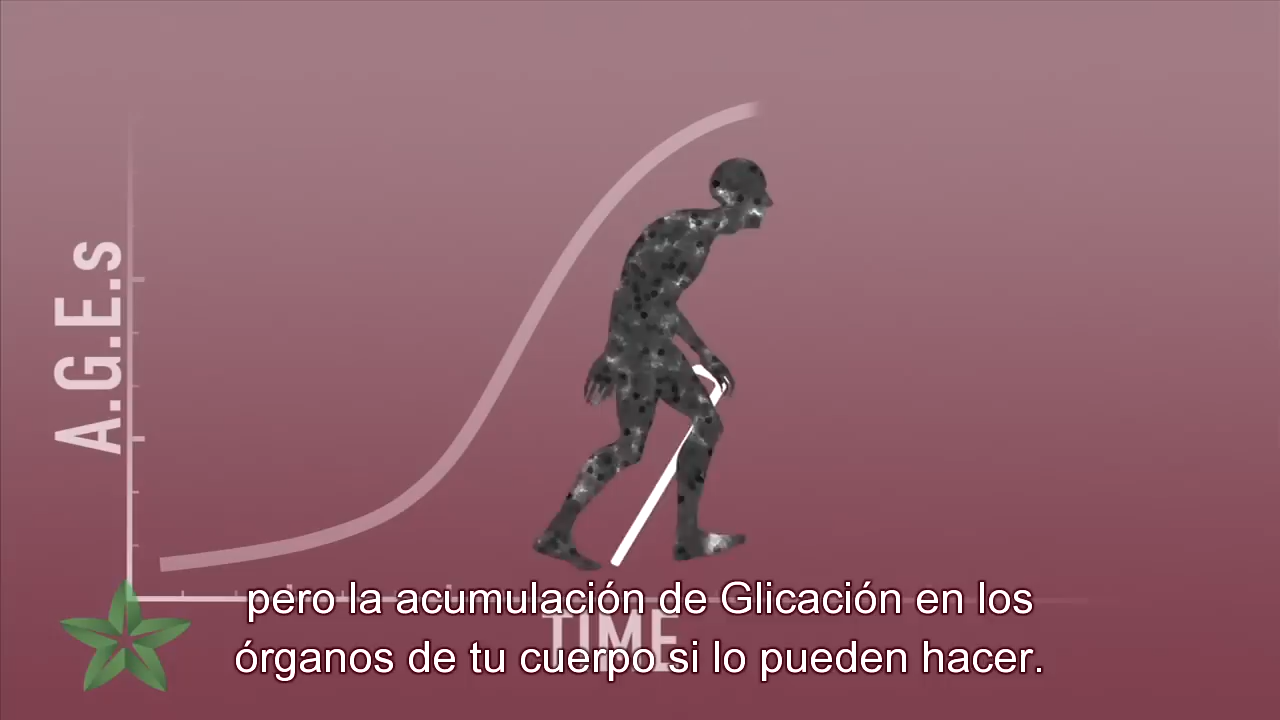 A.G.E.s
TIME
pero la acumulación de Glicación en los
órganos de tu cuerpo si lo pueden hacer.